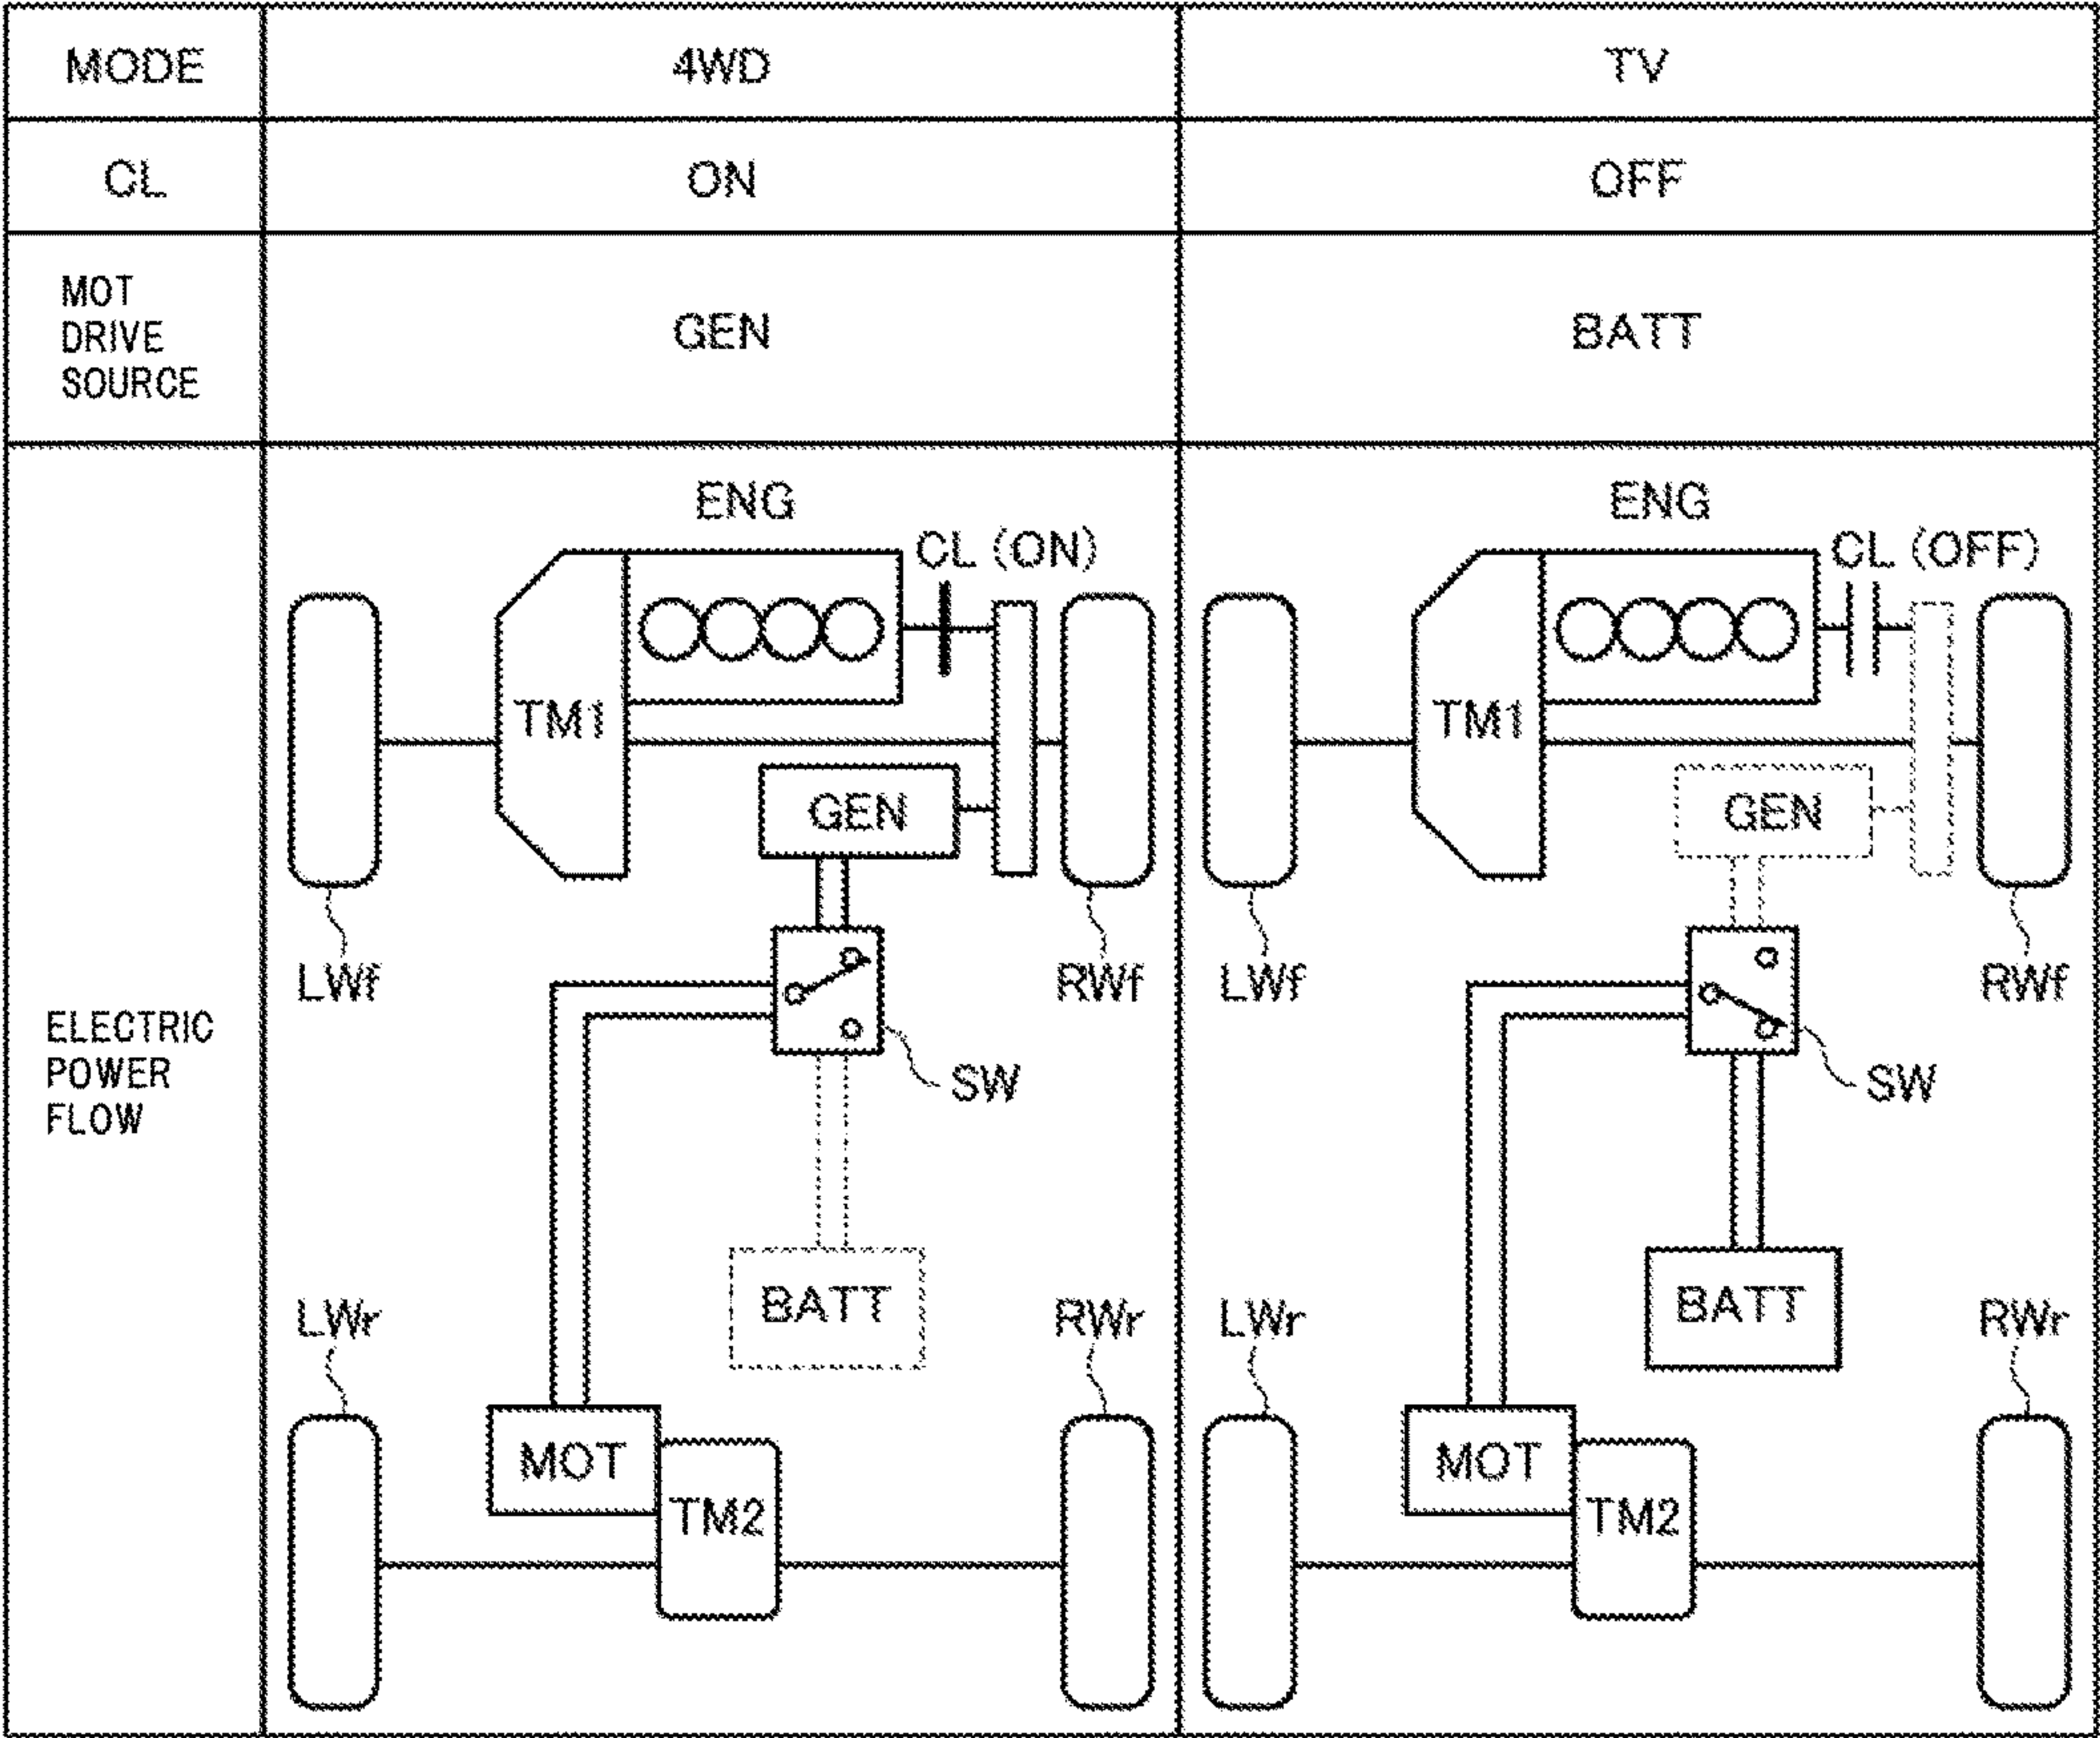 MODE 4WD TV
CL ON OFF
MOT
DRIVE
SOURCE
GEN BATT
ELECTRIC
POWER
FLOW
ENG
CL (ON)
TM1
GEN
LWf
RWf
SW
BATT
LWr
RWr
MOT
TM2
ENG
CL (OFF)
TM1
GEN
LWf
RWf
SW
BATT
LWr
RWr
MOT
TM2